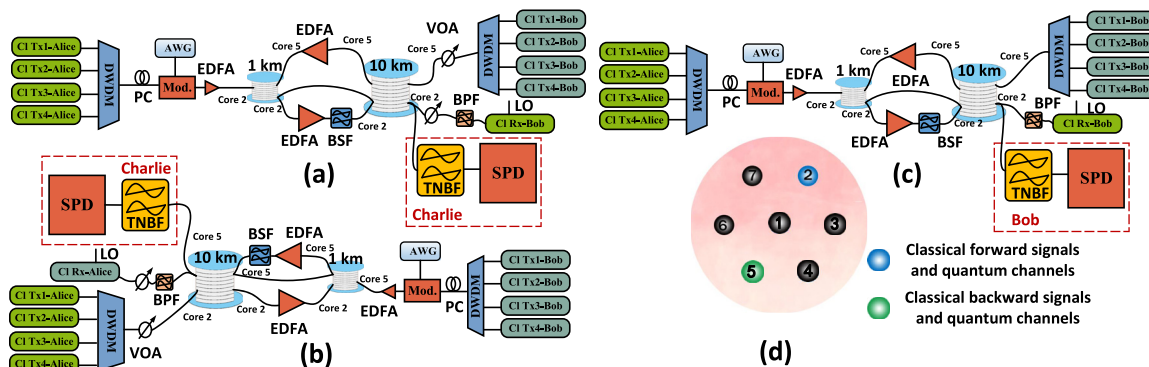 Cl Tx1-Alice
Cl Tx2-Alice
Cl Tx3-Alice
Cl Tx4-Alice
DWDM
PC
AWG
Mod.
EDFA
1 km
Core 2
EDFA
Core 5
Core 5
EDFA
BSF
Core 2
10 km
Core 5
VOA
Core 2
BPF
DWDM
Cl Tx1-Bob
Cl Tx2-Bob
Cl Tx3-Bob
Cl Tx4-Bob
LO
Cl Rx-Bob
(a)
TNBF
SPD
Charlie
Charlie
SPD
TNBF
LO
Cl Rx-Alice
BPF
Cl Tx1-Alice
Cl Tx2-Alice
Cl Tx3-Alice
Cl Tx4-Alice
DWDM
VOA
Core 5
10 km
Core 2
BSF
EDFA
Core 5
Core 5
1 km
Core 2
EDFA
Core 2
EDFA
AWG
Mod.
PC
DWDM
Cl Tx1-Bob
Cl Tx2-Bob
Cl Tx3-Bob
Cl Tx4-Bob
(b)
Cl Tx1-Alice
Cl Tx2-Alice
Cl Tx3-Alice
Cl Tx4-Alice
DWDM
PC
AWG
Mod.
EDFA
1 km
Core 2
Core 5
EDFA
Core 5
EDFA
BSF
Core 2
10 km
Core 5
Core 2
BPF
DWDM
Cl Tx1-Bob
Cl Tx2-Bob
Cl Tx3-Bob
Cl Tx4-Bob
LO
Cl Rx-Bob
(c)
TNBF
SPD
Bob
7
2
6
1
3
5
4
(d)
Classical forward signals
and quantum channels
Classical backward signals
and quantum channels